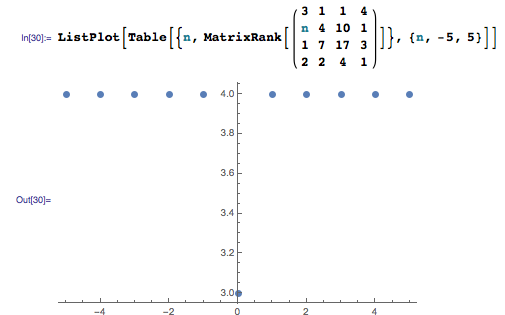 3 1 1 4
In[30]:= ListPlot[Table[{n, MatrixRank[ n 4 10 1 ]}, {n, -5, 5}]]
1 7 17 3
2 2 4 1
4.0
3.8
3.6
Out[30]=
3.4
3.2
3.0
-4 -2 0 2 4